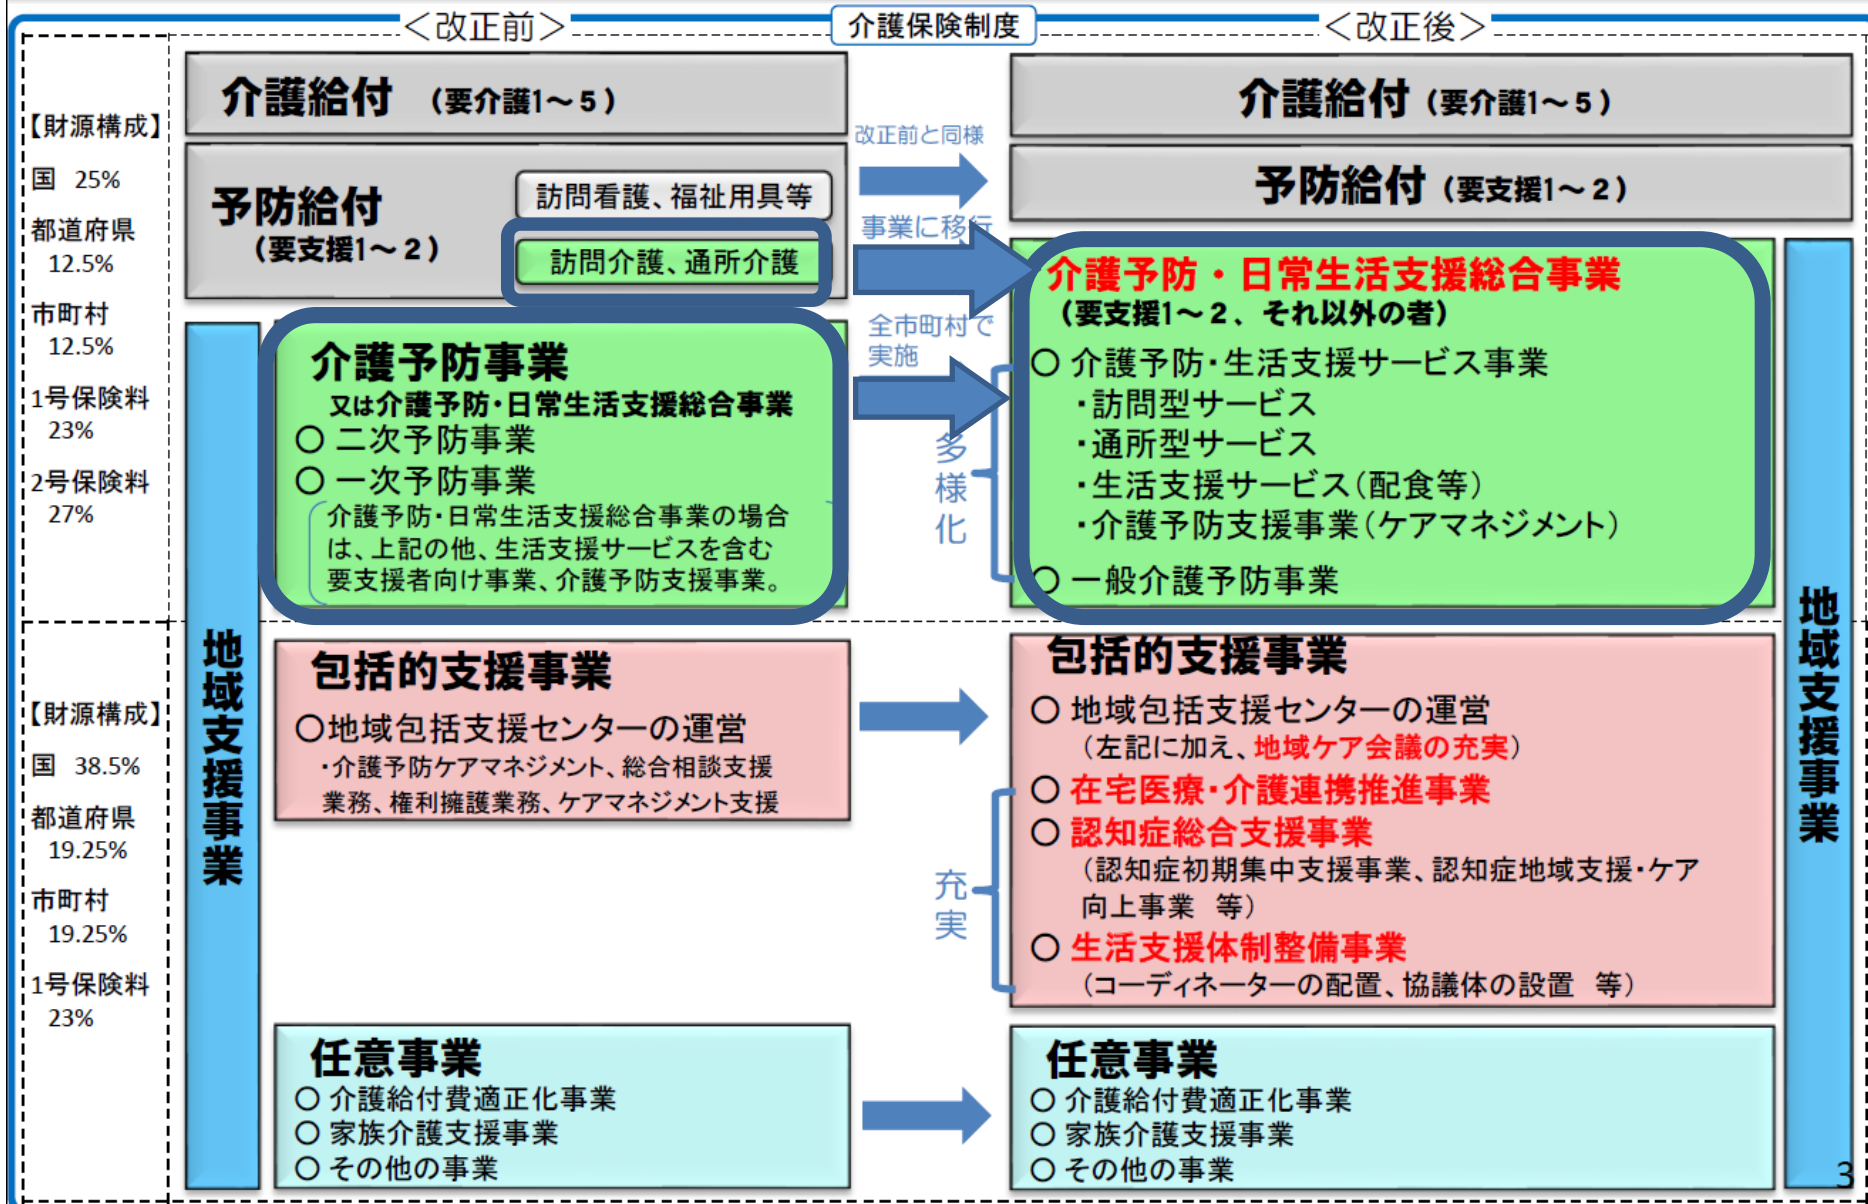 ＜改正前＞
介護保険制度
＜改正後＞
【財源構成】
国 25%
都道府県
12.5%
市町村
12.5%
1号保険料
23%
2号保険料
27%
介護給付 （要介護1～5）
予防給付
（要支援1～2）
訪問看護、福祉用具等
訪問介護、通所介護
改正前と同様
事業に移行
全市町村で
実施
多様化
介護給付（要介護1～5）
予防給付（要支援1～2）
介護予防事業
又は介護予防・日常生活支援総合事業
○ 二次予防事業
○ 一次予防事業
介護予防・日常生活支援総合事業の場合
は、上記の他、生活支援サービスを含む
要支援者向け事業、介護予防支援事業。
介護予防・日常生活支援総合事業
（要支援1～2、それ以外の者）
○ 介護予防・生活支援サービス事業
・訪問型サービス
・通所型サービス
・生活支援サービス（配食等）
・介護予防支援事業（ケアマネジメント）
○ 一般介護予防事業
地域支援事業
【財源構成】
国 38.5%
都道府県
19.25%
市町村
19.25%
1号保険料
23%
包括的支援事業
○地域包括支援センターの運営
・介護予防ケアマネジメント、総合相談支援
業務、権利擁護業務、ケアマネジメント支援
充実
包括的支援事業
○ 地域包括支援センターの運営
（左記に加え、地域ケア会議の充実）
○ 在宅医療・介護連携推進事業
○ 認知症総合支援事業
（認知症初期集中支援事業、認知症地域支援・ケア
向上事業 等）
○ 生活支援体制整備事業
（コーディネーターの配置、協議体の設置 等）
地域支援事業
任意事業
○ 介護給付費適正化事業
○ 家族介護支援事業
○ その他の事業
任意事業
○ 介護給付費適正化事業
○ 家族介護支援事業
○ その他の事業
3